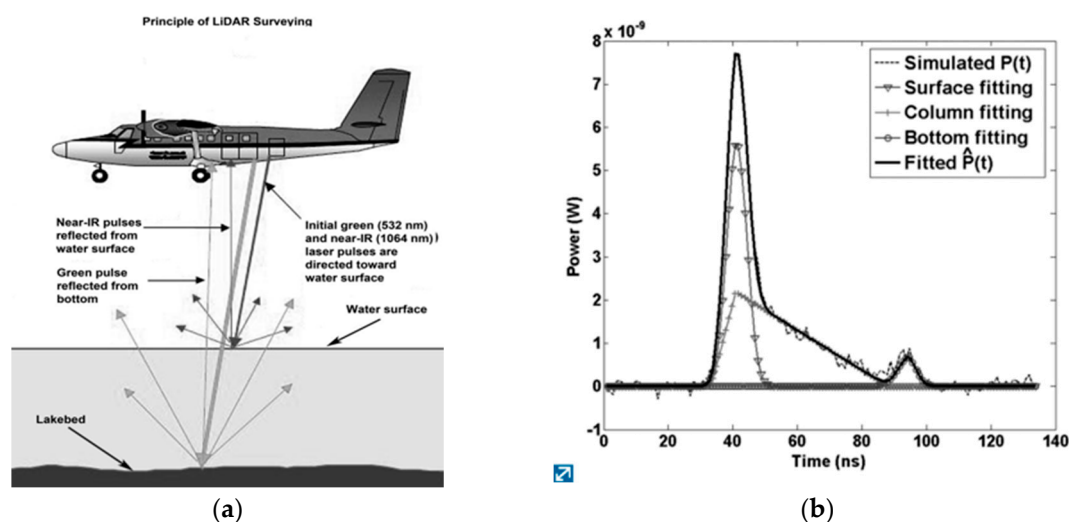 Principle of LiDAR Surveying
Near-IR pulses
reflected from
water surface
Initial green (532 nm)
and near-IR (1064 nm)
laser pulses are
directed toward
water surface
Green pulse
reflected from
bottom
Water surface
Lakebed
(a)
x 10-9
8
7
6
5
4
3
2
1
0
-1
Power (W)
Simulated P(t)
Surface fitting
Column fitting
Bottom fitting
Fitted P̂(t)
0 20 40 60 80 100 120 140
Time (ns)
(b)